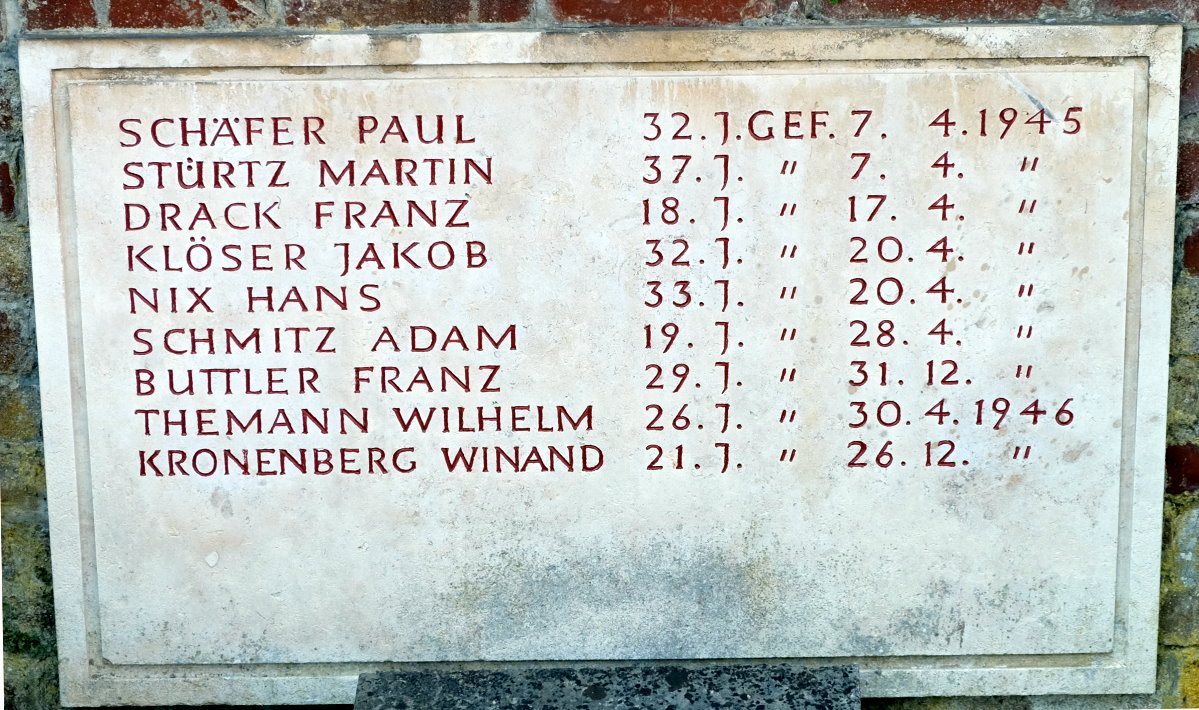 SCHÄFER PAUL 32. J. GEF. 7. 4. 1945
STÜRTZ MARTIN 37. J. " 7. 4. "
DRACK FRANZ 18. J. " 17. 4. "
KLÖSER JAKOB 32. J. " 20. 4. "
NIX HANS 33. J. " 20. 4. "
SCHMITZ ADAM 19. J. " 28. 4. "
BUTTLER FRANZ 29. J. " 31. 12. "
THEMANN WILHELM 26. J. " 30. 4. 1946
KRONENBERG WINAND 21. J. " 26. 12. "